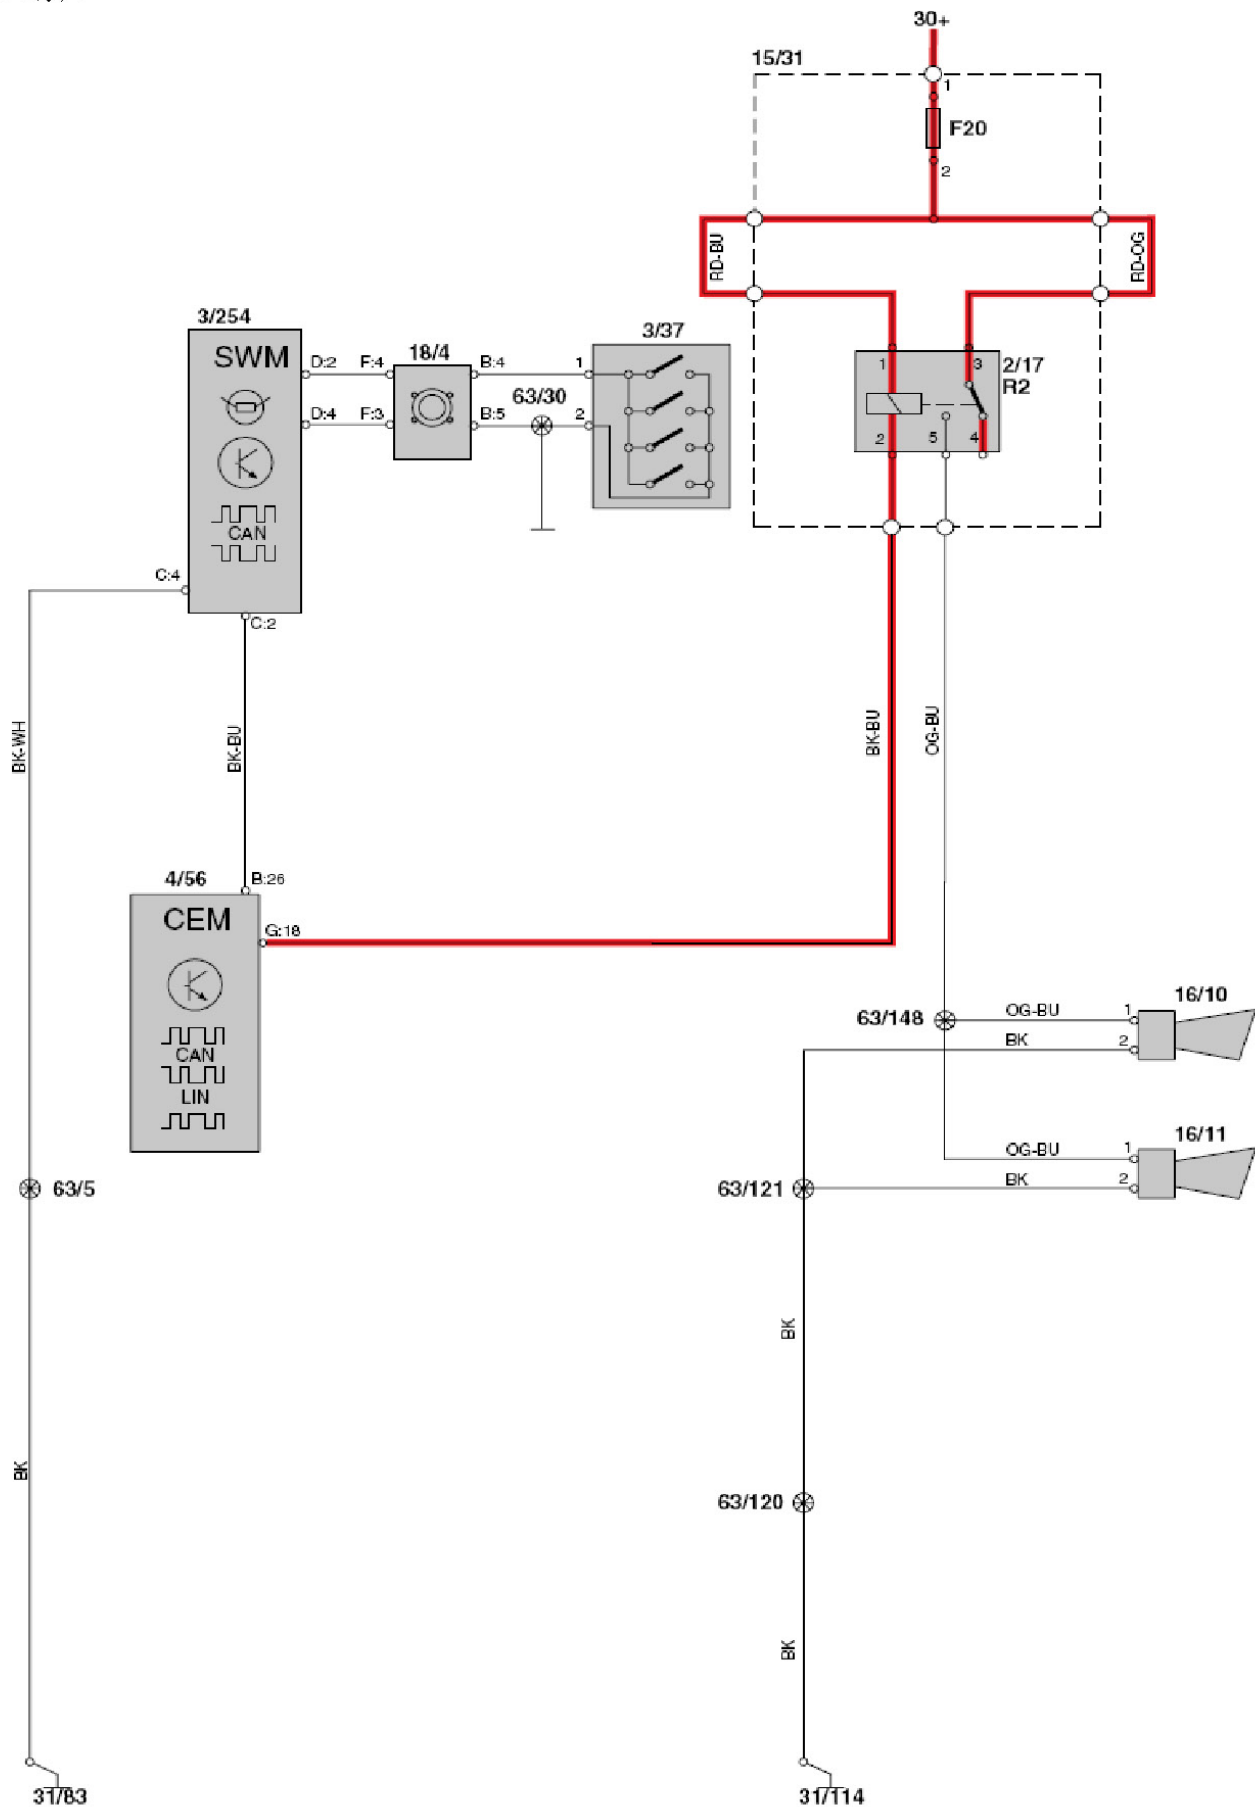 30+
15/31
1
F20
2
RD-BU
RD-OG
3/254
SWM
D:2
F:4
18/4
B:4
1
3/37
D:4
F:3
B:5
63/30
2
1
3
2/17
R2
2
5
4
CAN
C:4
C:2
BK-WH
BK-BU
BK-BU
OG-BU
4/56
B:26
CEM
G:18
CAN
LIN
63/148
OG-BU
1
16/10
BK
2
OG-BU
1
16/11
63/5
63/121
BK
2
BK
BK
63/120
BK
31/83
31/114